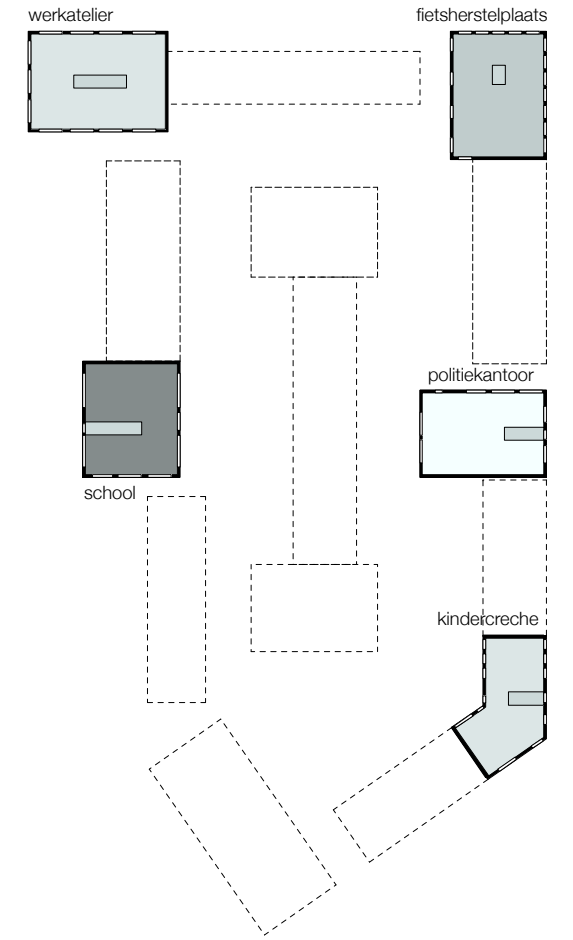 werkatelier
fietsherstelplaats
politiekantoor
school
kindercreche